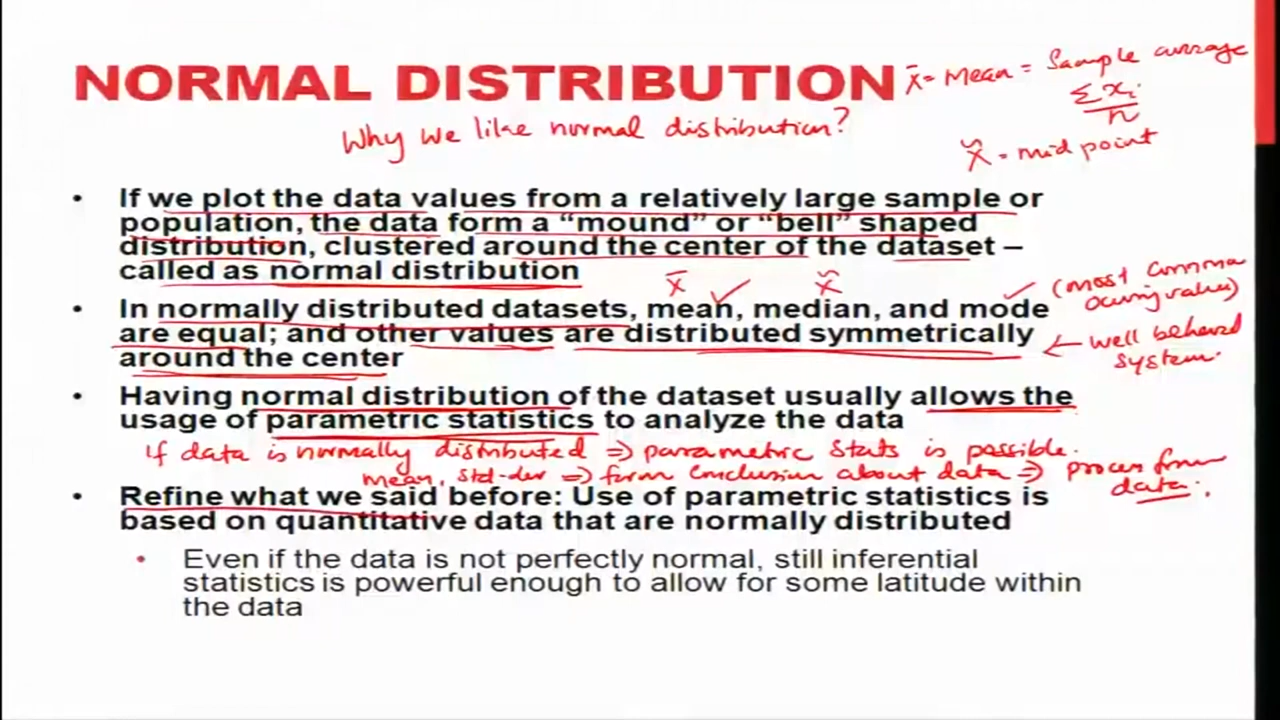 NORMAL DISTRIBUTION x̄ = Mean = Sample average
Σxᵢ
n
Why we like normal distribution?
x̃ = mid point
• If we plot the data values from a relatively large sample or
population, the data form a “mound” or “bell” shaped
distribution, clustered around the center of the dataset –
called as normal distribution
x̄ ✓ x̃ ✓ (most common
occuring value)
• In normally distributed datasets, mean, median, and mode
are equal; and other values are distributed symmetrically
around the center
← well behaved
system.
• Having normal distribution of the dataset usually allows the
usage of parametric statistics to analyze the data
If data is normally distributed ⇒ parametric stats is possible.
mean, std-dev ⇒ form conclusion about data ⇒ process from
data.
• Refine what we said before: Use of parametric statistics is
based on quantitative data that are normally distributed
• Even if the data is not perfectly normal, still inferential
statistics is powerful enough to allow for some latitude within
the data